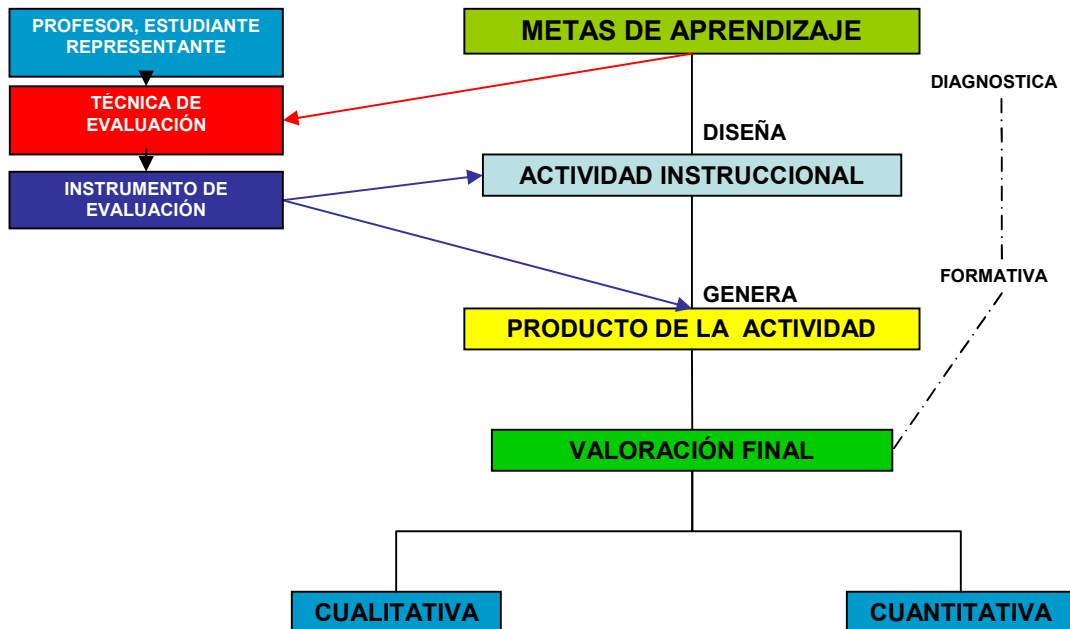 PROFESOR, ESTUDIANTE
REPRESENTANTE
METAS DE APRENDIZAJE
DIAGNOSTICA
TÉCNICA DE
EVALUACIÓN
DISEÑA
ACTIVIDAD INSTRUCCIONAL
INSTRUMENTO DE
EVALUACIÓN
FORMATIVA
GENERA
PRODUCTO DE LA ACTIVIDAD
VALORACIÓN FINAL
CUALITATIVA
CUANTITATIVA